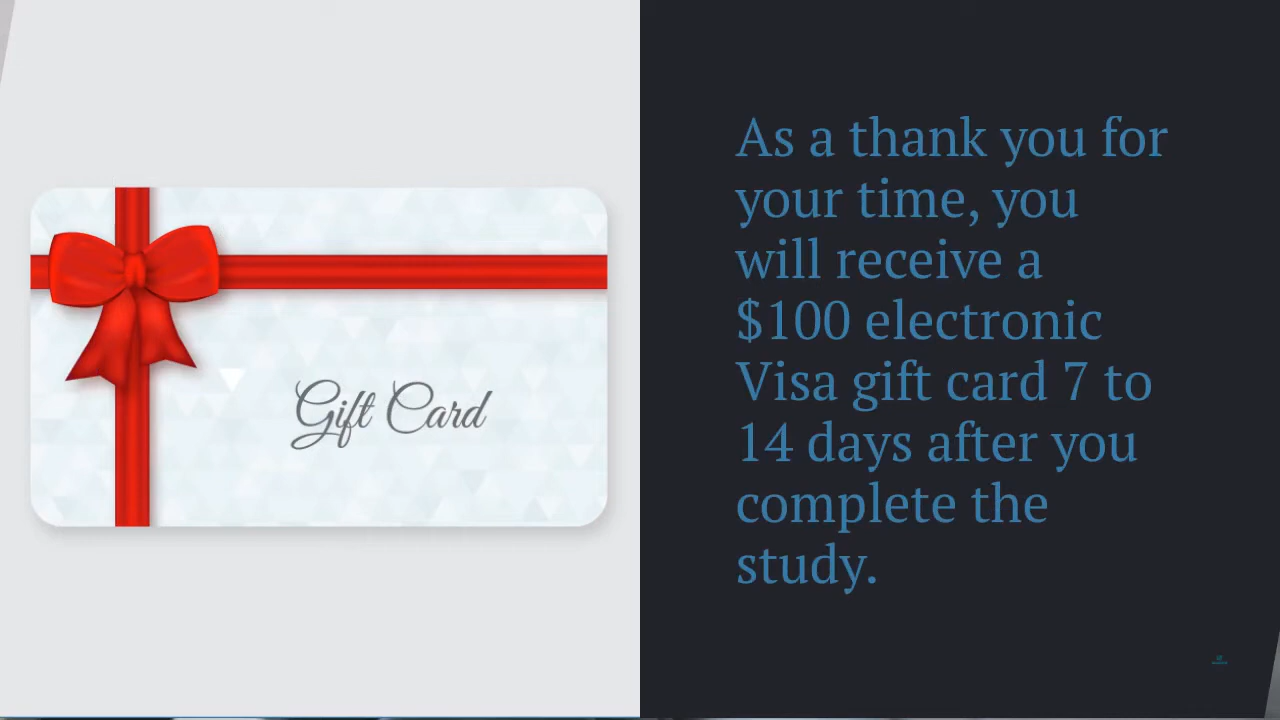 Gift Card
As a thank you for
your time, you
will receive a
$100 electronic
Visa gift card 7 to
14 days after you
complete the
study.